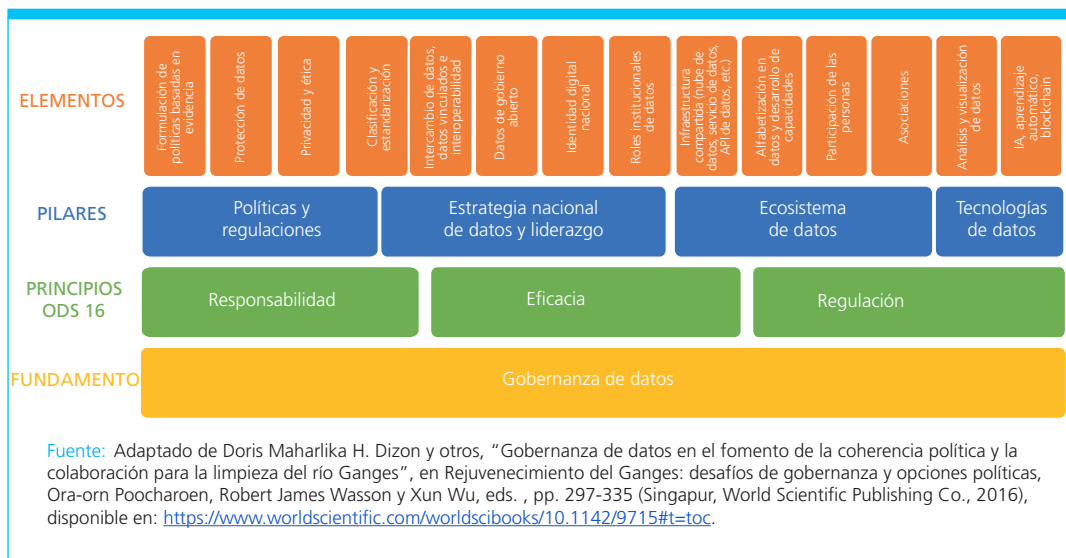 ELEMENTOS
Formulación de
políticas basadas en
evidencia
Protección de datos
Privacidad y ética
Clasificación y
estandarización
Intercambio de datos,
datos vinculados e
interoperabilidad
Datos de gobierno
abierto
Identidad digital
nacional
Roles institucionales
de datos
Infraestructura
compartida (nube de
datos, servicio de datos,
API de datos, etc.)
Alfabetización en
datos y desarrollo de
capacidades
Participación de las
personas
Asociaciones
Análisis y visualización
de datos
IA, aprendizaje
automático,
blockchain
PILARES
Políticas y
regulaciones
Estrategia nacional
de datos y liderazgo
Ecosistema
de datos
Tecnologías
de datos
PRINCIPIOS
ODS 16
Responsabilidad
Eficacia
Regulación
FUNDAMENTO
Gobernanza de datos
Fuente: Adaptado de Doris Maharlika H. Dizon y otros, “Gobernanza de datos en el fomento de la coherencia política y la
colaboración para la limpieza del río Ganges”, en Rejuvenecimiento del Ganges: desafíos de gobernanza y opciones políticas,
Ora-orn Poocharoen, Robert James Wasson y Xun Wu, eds. , pp. 297-335 (Singapur, World Scientific Publishing Co., 2016),
disponible en: https://www.worldscientific.com/worldscibooks/10.1142/9715#t=toc.